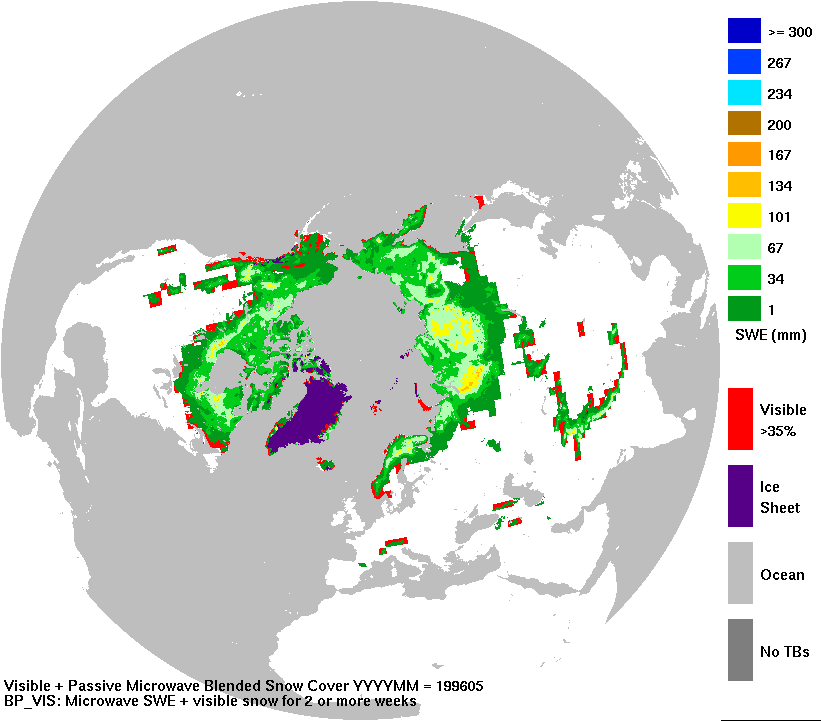 >= 300
267
234
200
167
134
101
67
34
1
SWE (mm)
Visible
>35%
Ice
Sheet
Ocean
No TBs
Visible + Passive Microwave Blended Snow Cover YYYYMM = 199605
BP_VIS: Microwave SWE + visible snow for 2 or more weeks